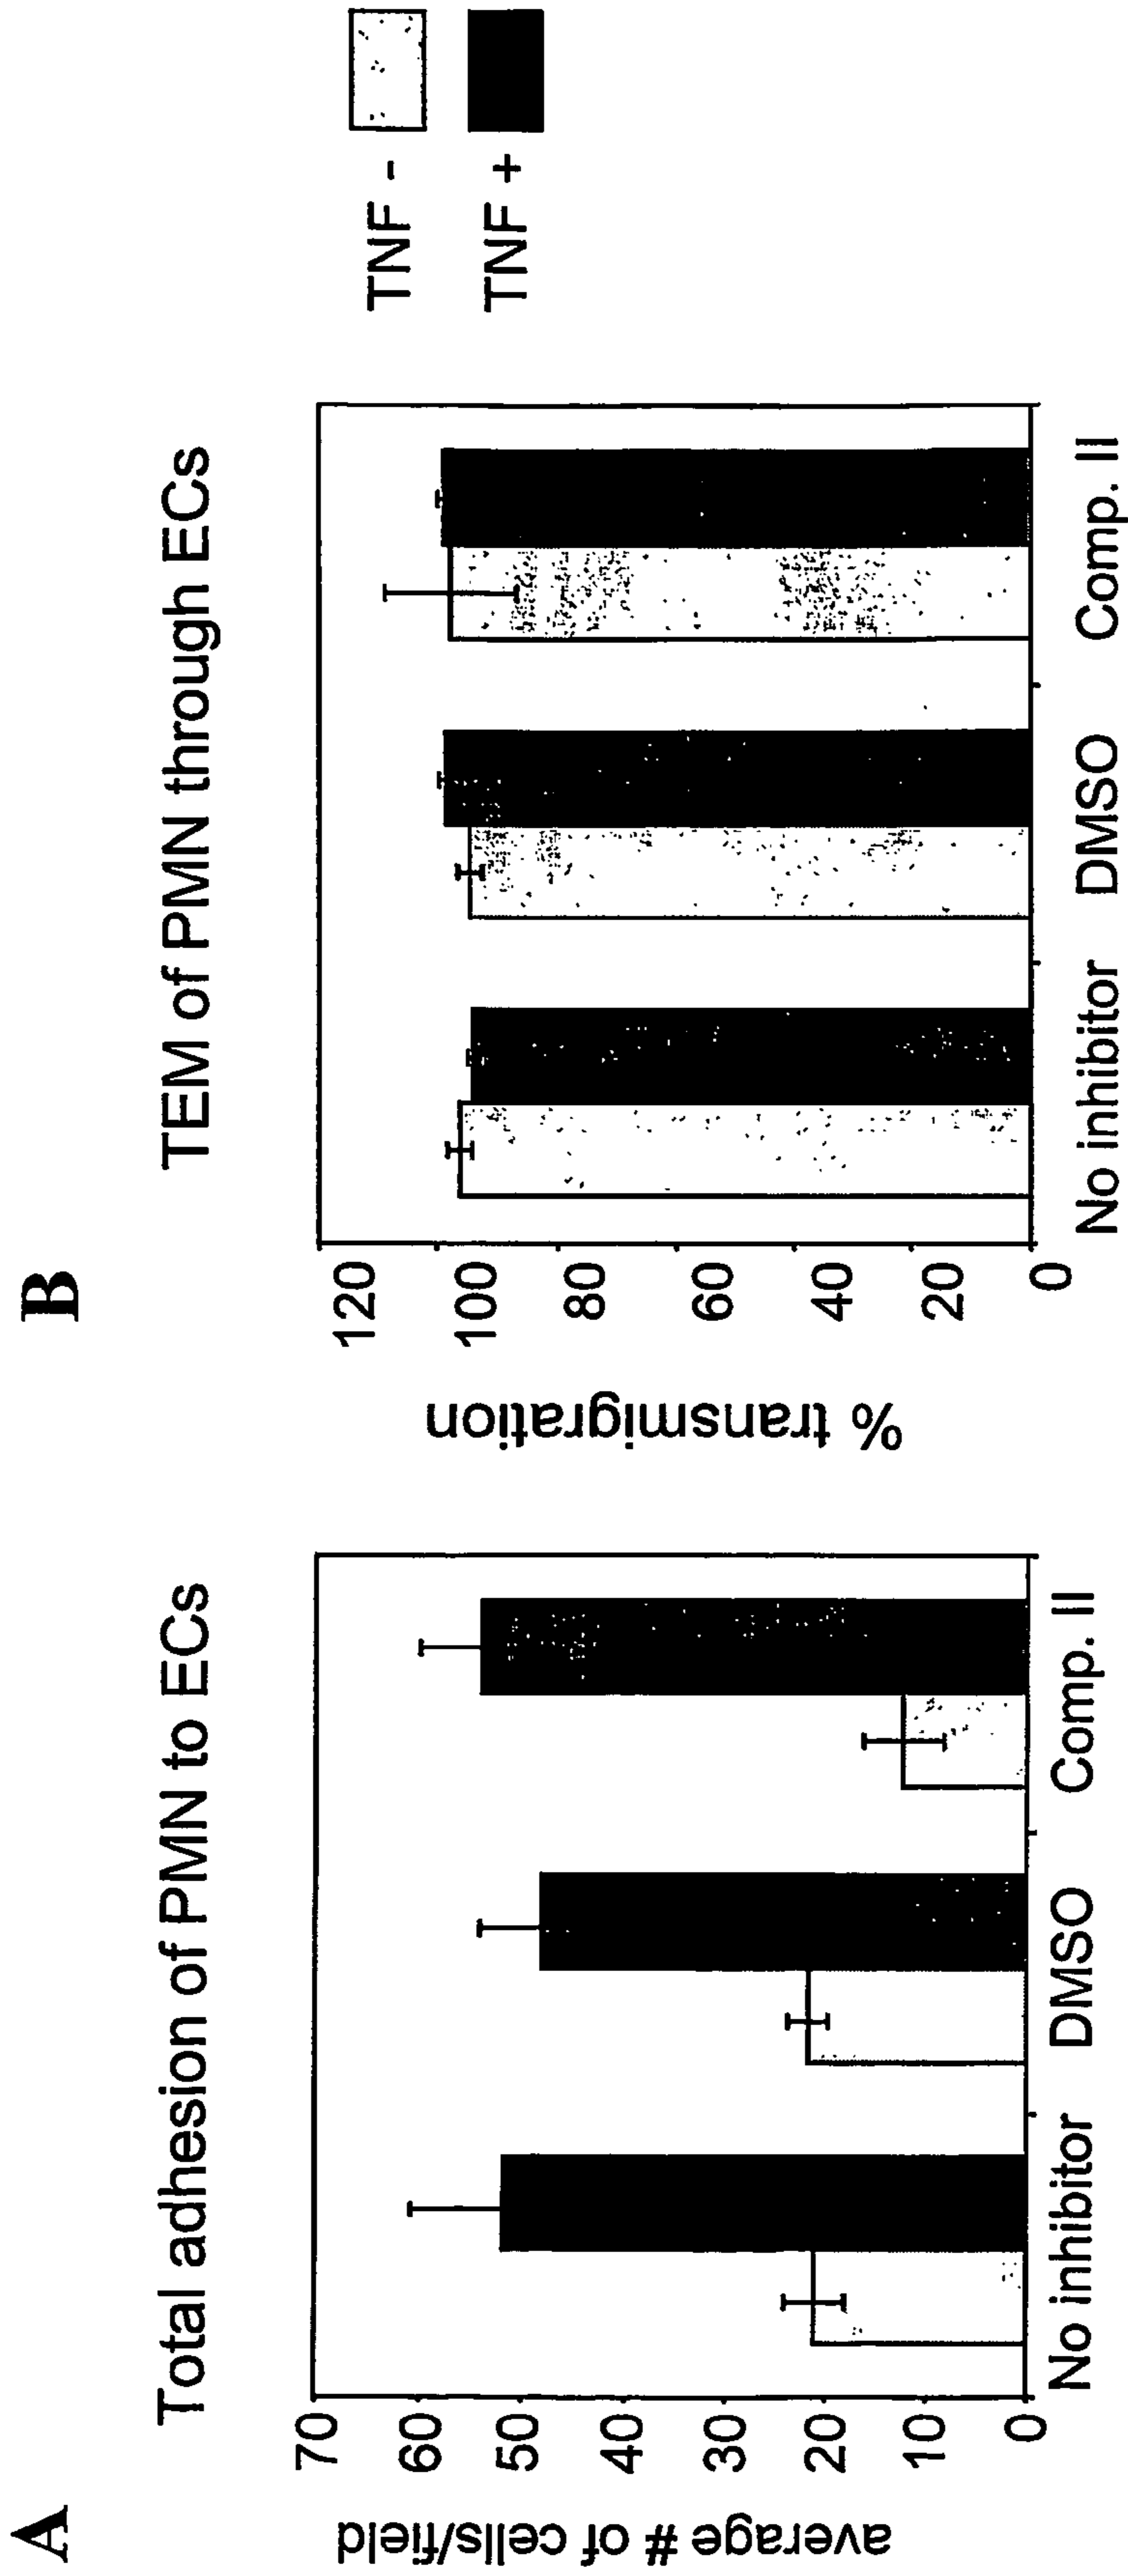 A
Total adhesion of PMN to ECs
average # of cells/field
70
60
50
40
30
20
10
0
No inhibitor
DMSO
Comp. II
B
TEM of PMN through ECs
% transmigration
120
100
80
60
40
20
0
No inhibitor
DMSO
Comp. II
TNF -
TNF +